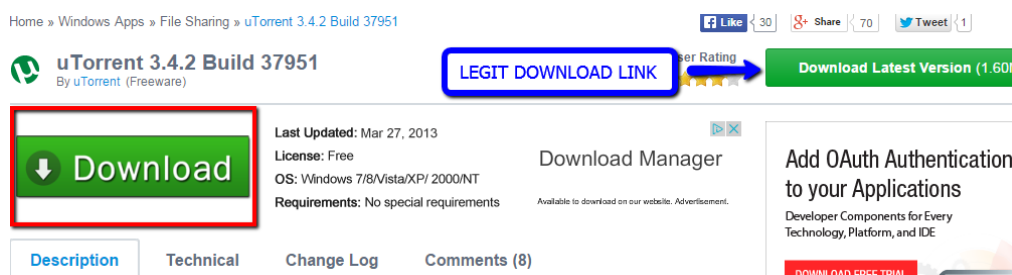 Home » Windows Apps » File Sharing » uTorrent 3.4.2 Build 37951
Like 30
Share 70
Tweet 1
uTorrent 3.4.2 Build 37951
By uTorrent (Freeware)
LEGIT DOWNLOAD LINK
ser Rating
Download Latest Version (1.60M
Download
Last Updated: Mar 27, 2013
License: Free
OS: Windows 7/8/Vista/XP/ 2000/NT
Requirements: No special requirements
Download Manager
Available to download on our website. Advertisement.
Add OAuth Authentication
to your Applications
Developer Components for Every
Technology, Platform, and IDE
DOWNLOAD FREE TRIAL
Description
Technical
Change Log
Comments (8)